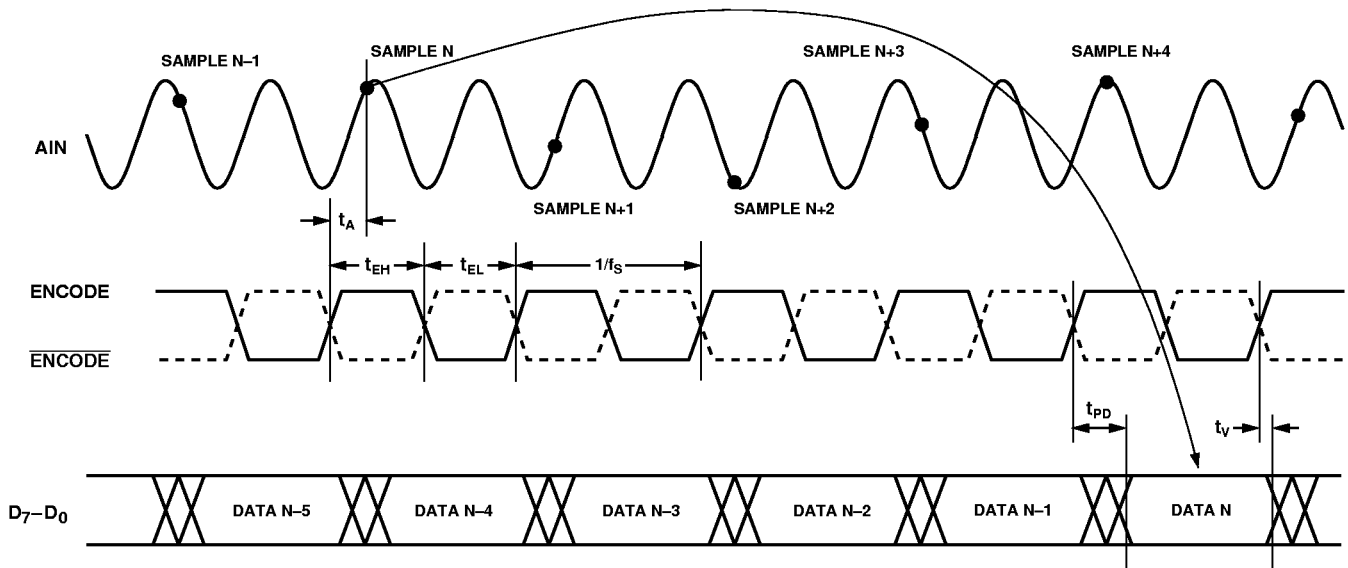 SAMPLE N–1
SAMPLE N
SAMPLE N+3
SAMPLE N+4
AIN
SAMPLE N+1
SAMPLE N+2
tA
tEH
tEL
1/fS
ENCODE
ENCODE
tPD
tV
D7–D0
DATA N–5
DATA N–4
DATA N–3
DATA N–2
DATA N–1
DATA N